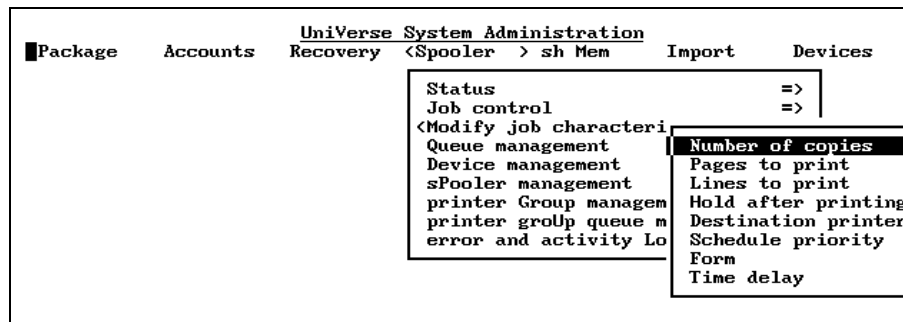 UniVerse System Administration
Package Accounts Recovery <Spooler > sh Mem Import Devices
Status =>
Job control =>
<Modify job characteri
Queue management
Device management
sPooler management
printer Group managem
printer groUp queue m
error and activity Lo
Number of copies
Pages to print
Lines to print
Hold after printing
Destination printer
Schedule priority
Form
Time delay